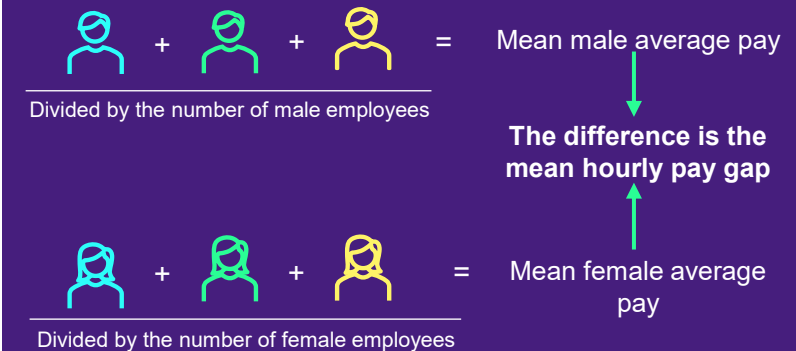 + + = Mean male average pay
Divided by the number of male employees
The difference is the
mean hourly pay gap
+ + = Mean female average
pay
Divided by the number of female employees